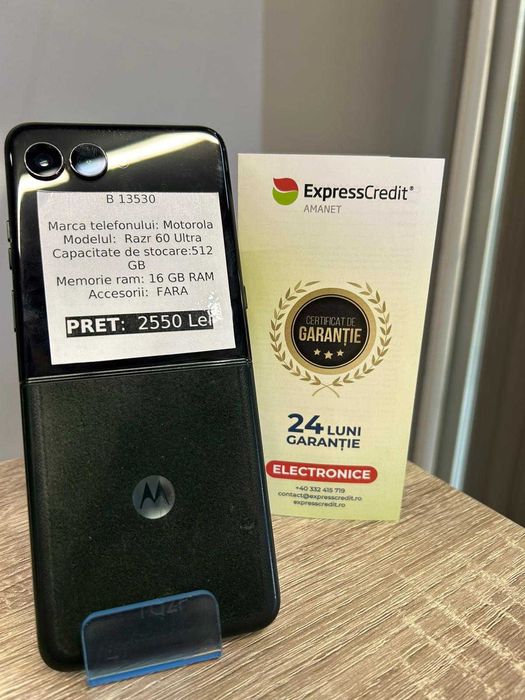 B 13530
Marca telefonului: Motorola
Modelul: Razr 60 Ultra
Capacitate de stocare:512
GB
Memorie ram: 16 GB RAM
Accesorii: FARA
PRET: 2550 Lei
ExpressCredit®
AMANET
CERTIFICAT DE
GARANȚIE
24 LUNI
GARANȚIE
ELECTRONICE
+40 332 415 719
contact@expresscredit.ro
expresscredit.ro